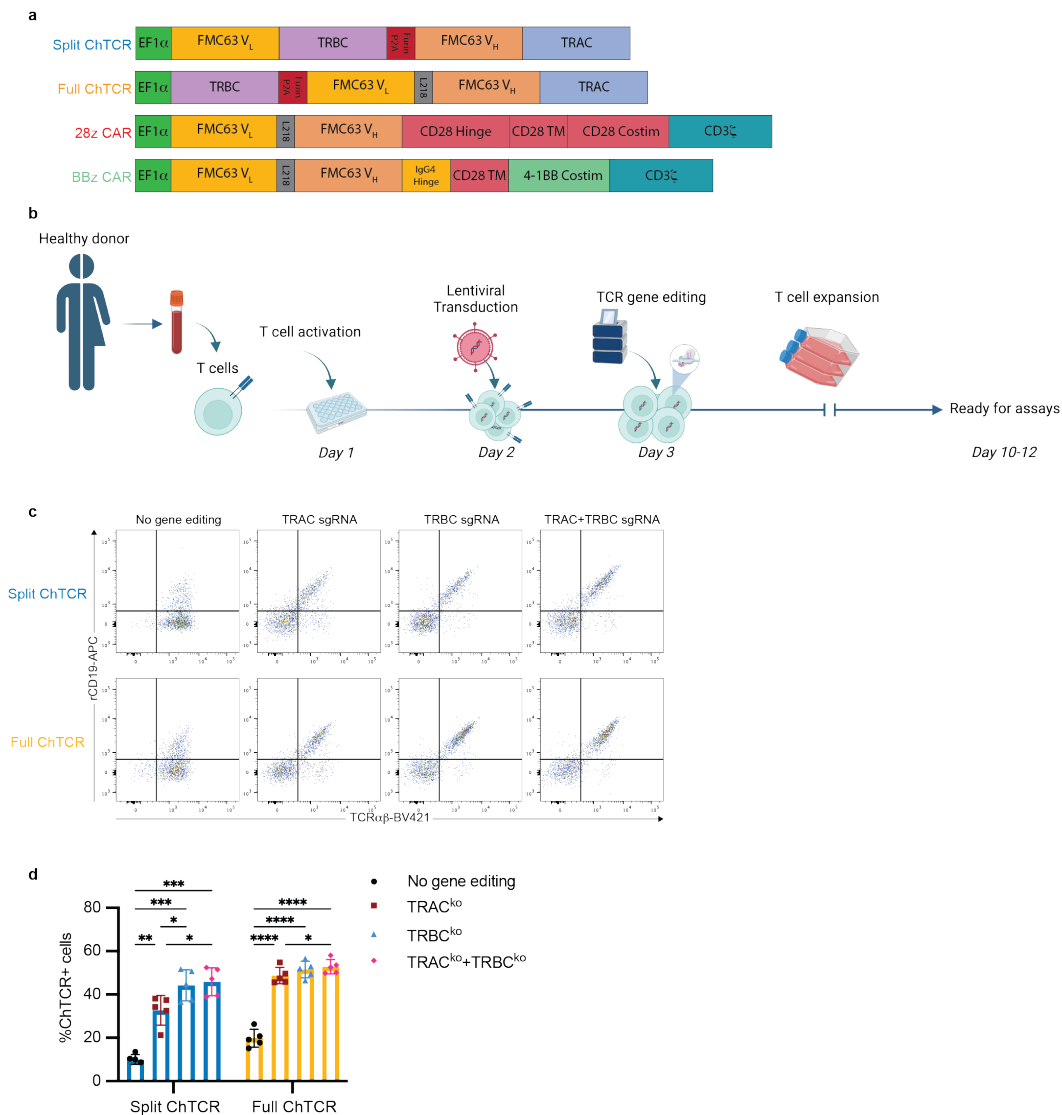 a
Split ChTCR EF1α FMC63 VL TRBC Furin P2A FMC63 VH TRAC
Full ChTCR EF1α TRBC Furin P2A FMC63 VL L218 FMC63 VH TRAC
28z CAR EF1α FMC63 VL L218 FMC63 VH CD28 Hinge CD28 TM CD28 Costim CD3ζ
BBz CAR EF1α FMC63 VL L218 FMC63 VH IgG4 Hinge CD28 TM 4-1BB Costim CD3ζ
b
Healthy donor
T cells
T cell activation
Lentiviral
Transduction
TCR gene editing
T cell expansion
Ready for assays
Day 1
Day 2
Day 3
Day 10-12
c
No gene editing TRAC sgRNA TRBC sgRNA TRAC+TRBC sgRNA
Split ChTCR
Full ChTCR
rCD19-APC
TCRαβ-BV421
d
%ChTCR+ cells
80
60
40
20
0
*** 
*** 
* 
** * 
**** 
**** 
**** * 
Split ChTCR Full ChTCR
No gene editing
TRACko
TRBCko
TRACko+TRBCko